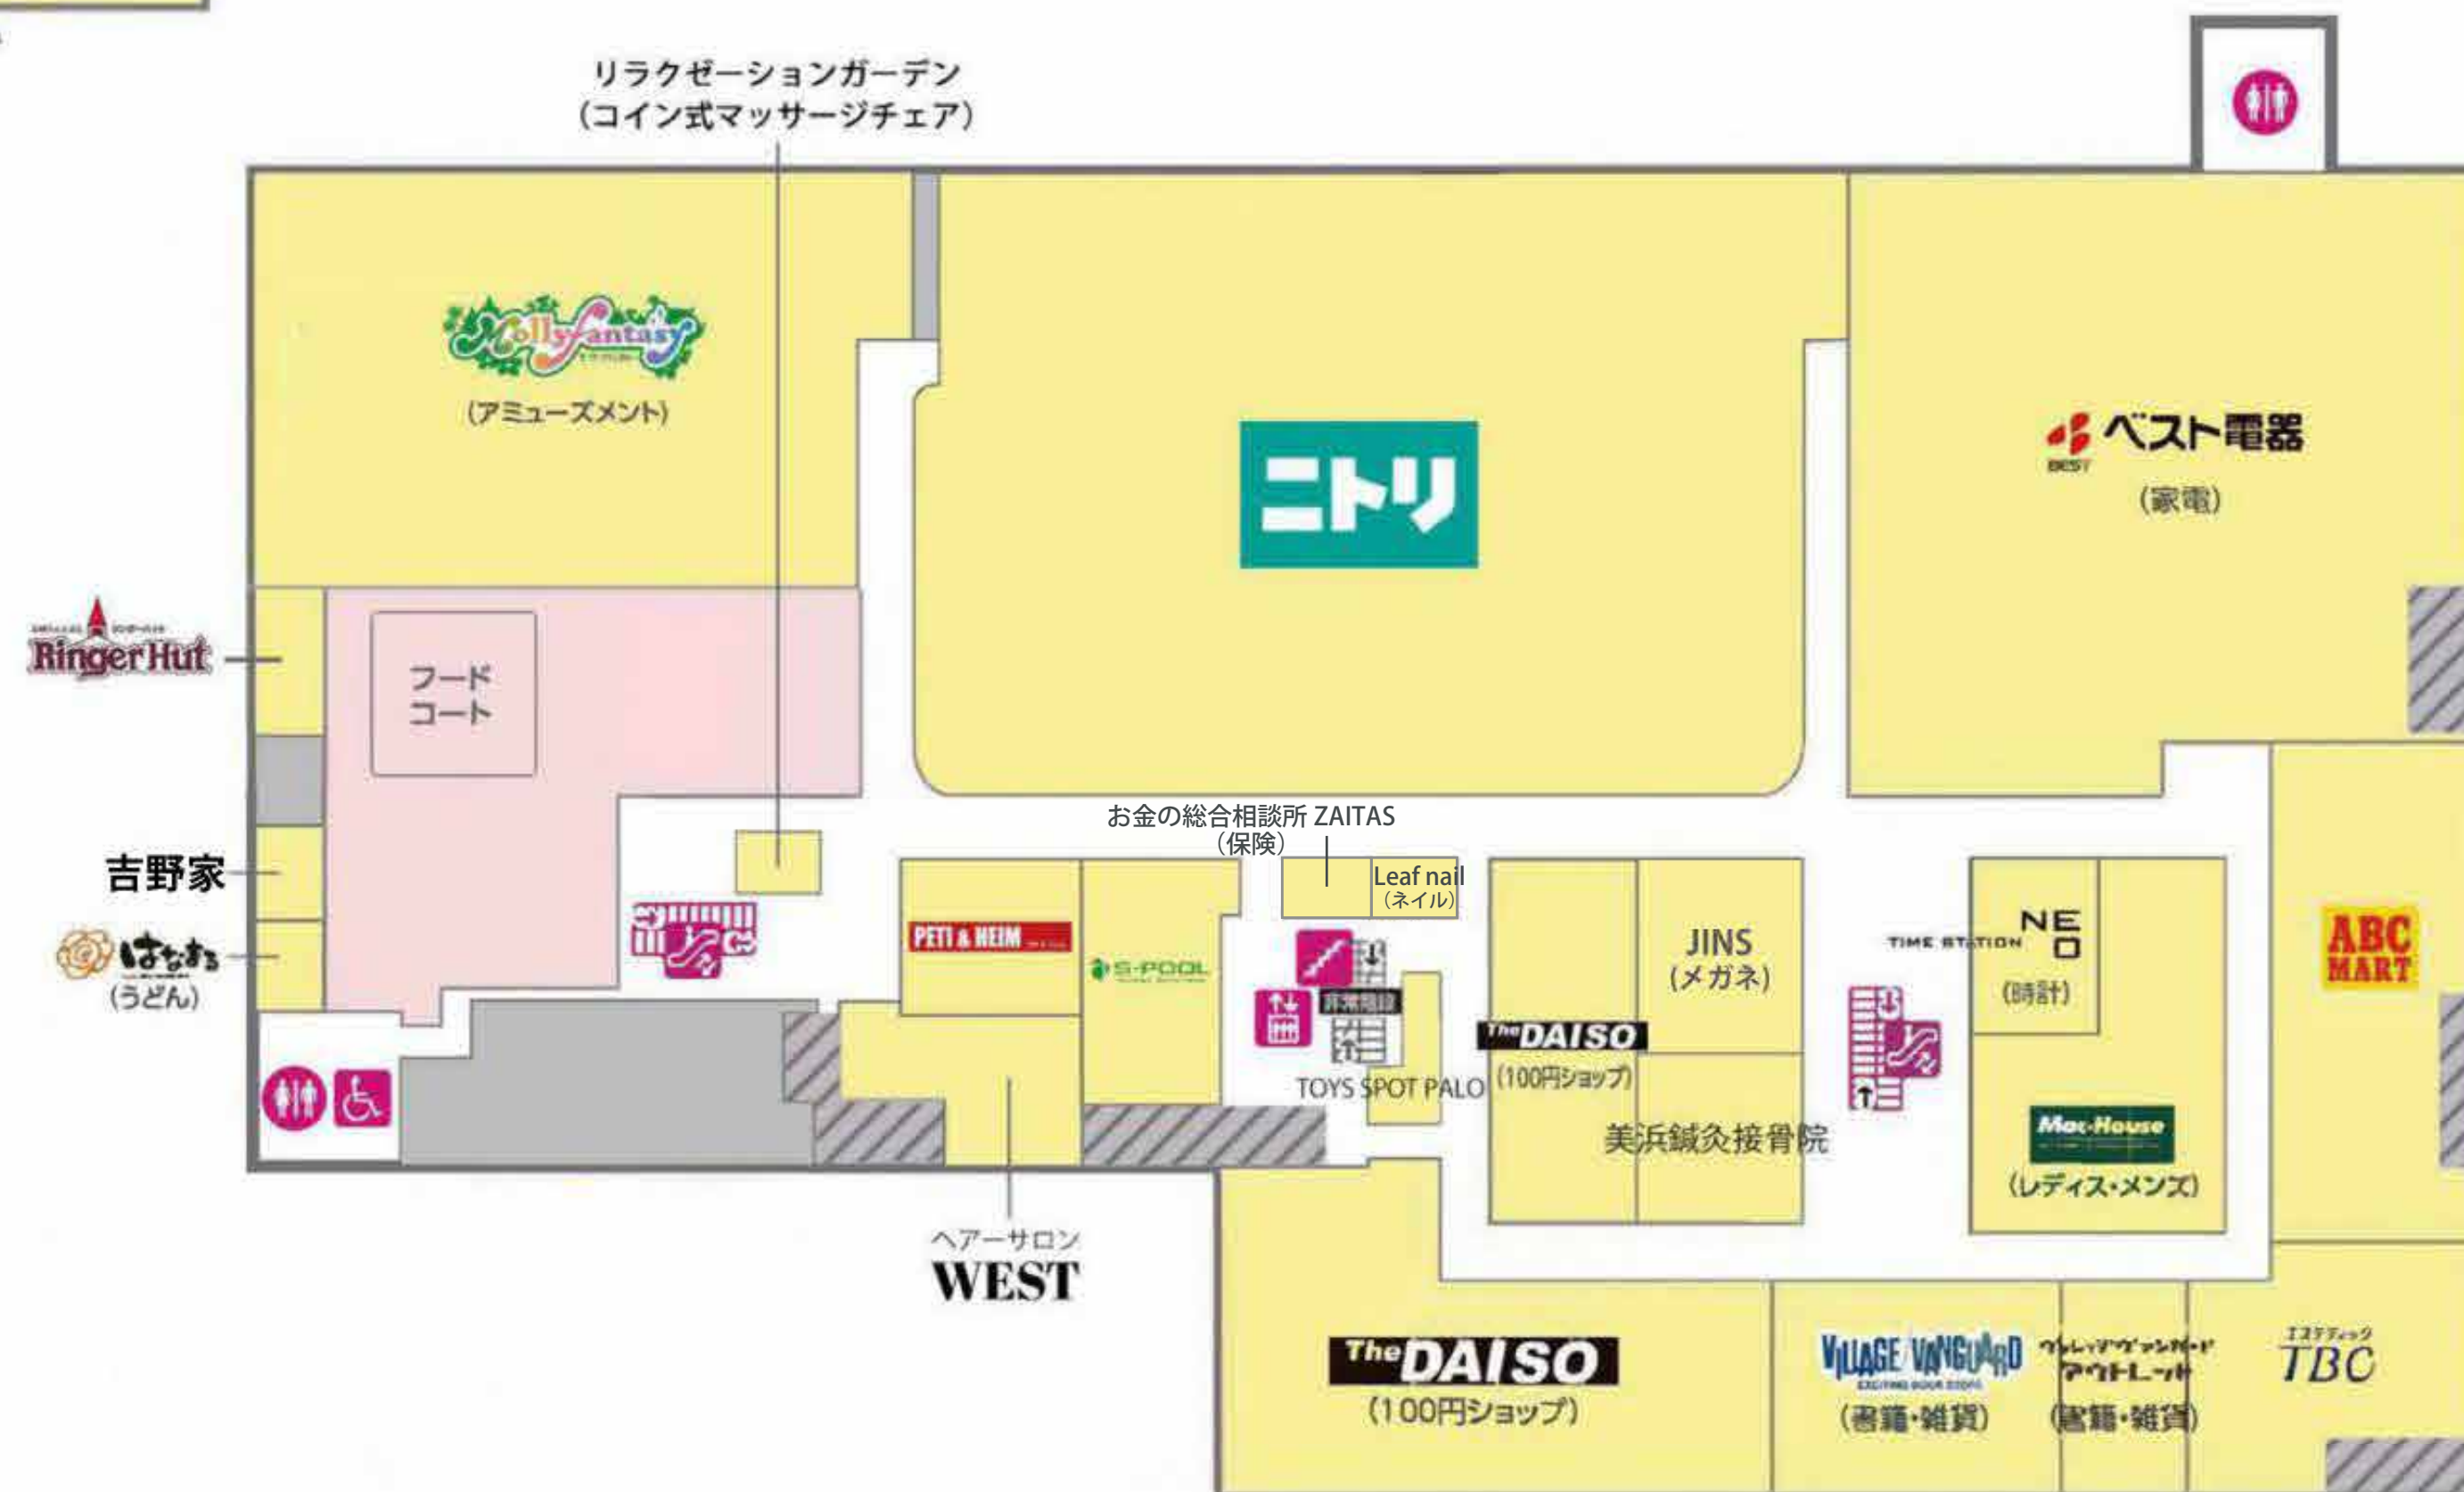 リラクゼーションガーデン
(コイン式マッサージチェア)
Mollyfantasy
(アミューズメント)
ニトリ
BEST
ベスト電器
(家電)
RingerHut
フード
コート
吉野家
はなまる
(うどん)
お金の総合相談所 ZAITAS
(保険)
Leaf nail
(ネイル)
PETI & HEIM
S-POOL
非常階段
TOYS SPOT PALO
The DAISO
(100円ショップ)
JINS
(メガネ)
美浜鍼灸接骨院
TIME STATION
NEO
(時計)
Mac-House
(レディス・メンズ)
ABC
MART
ヘアーサロン
WEST
The DAISO
(100円ショップ)
VILLAGE/VANGUARD
EXCITING BOOK STORE
(書籍・雑貨)
ヴィレッジヴァンガード
アウトレット
(書籍・雑貨)
エステティック
TBC